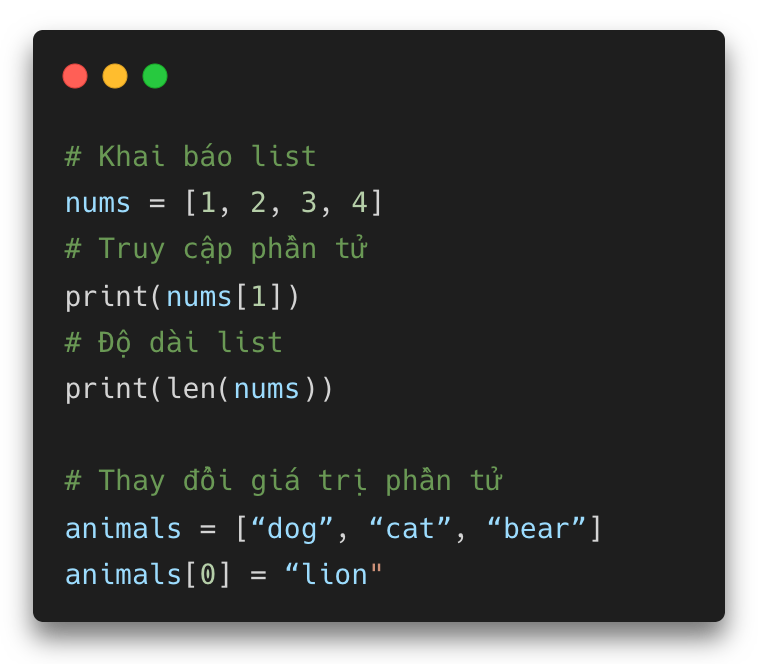 # Khai báo list
nums = [1, 2, 3, 4]
# Truy cập phần tử
print(nums[1])
# Độ dài list
print(len(nums))
# Thay đổi giá trị phần tử
animals = [“dog”, “cat”, “bear”]
animals[0] = “lion"